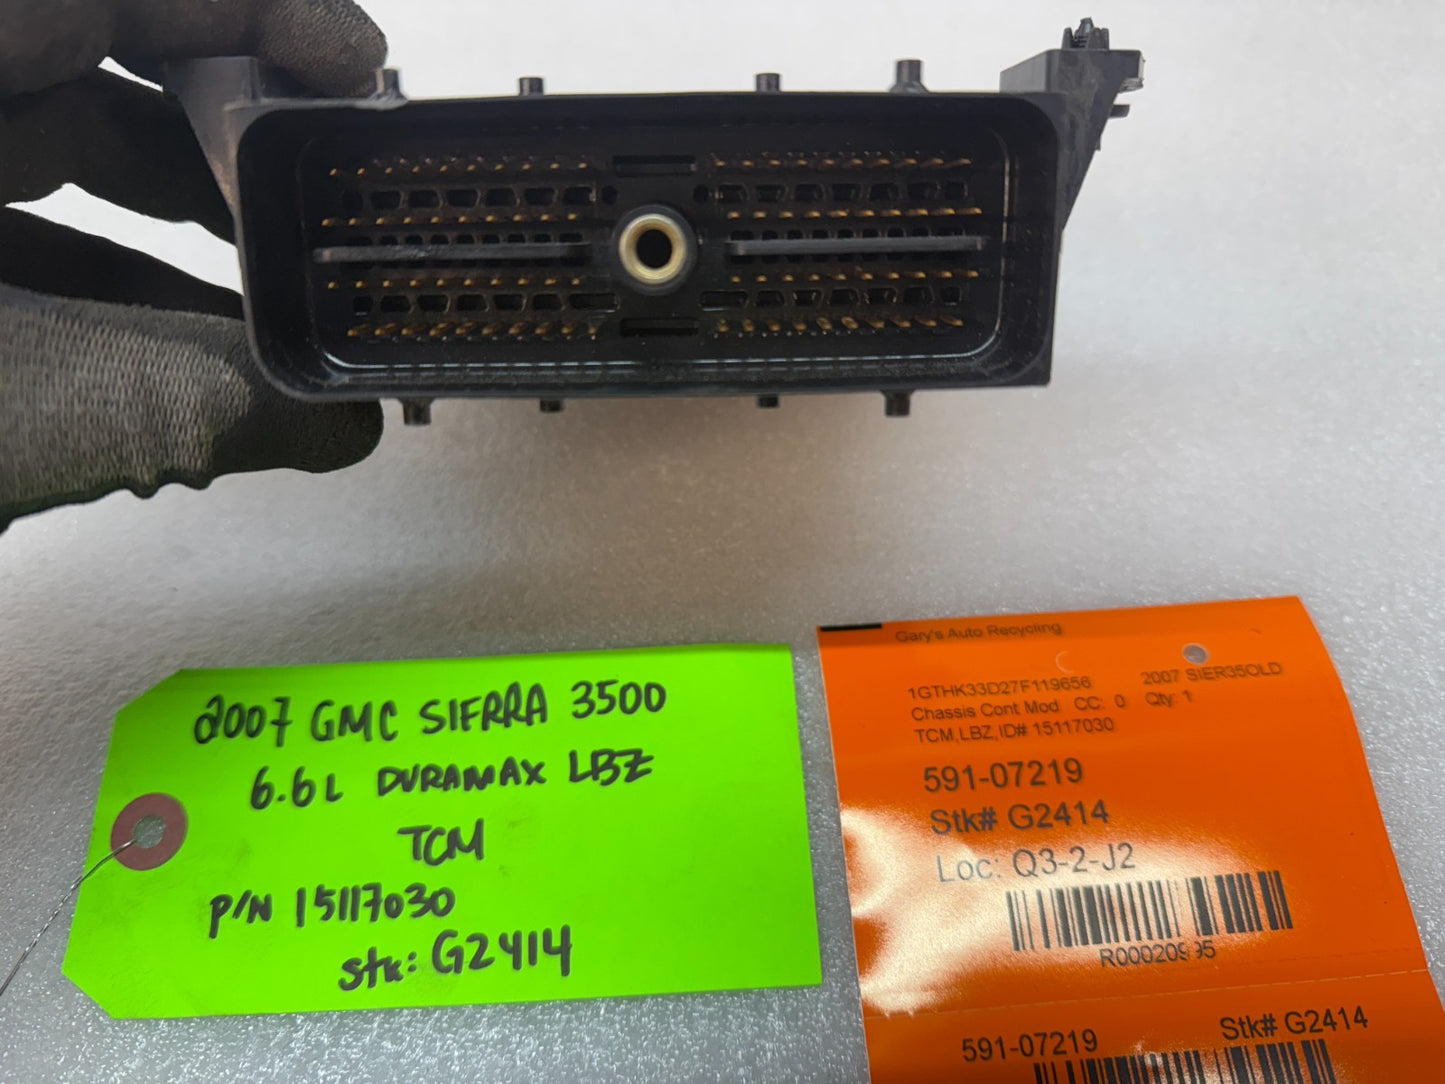 2007 GMC SIERRA 3500
6.6L DURAMAX LBZ
TCM
P/N 15117030
stk: G2414
Gary's Auto Recycling
1GTHK33D27F119656 2007 SIER35OLD
Chassis Cont Mod CC: 0 Qty: 1
TCM,LBZ,ID# 15117030
591-07219
Stk# G2414
Loc: Q3-2-J2
591-07219 Stk# G2414